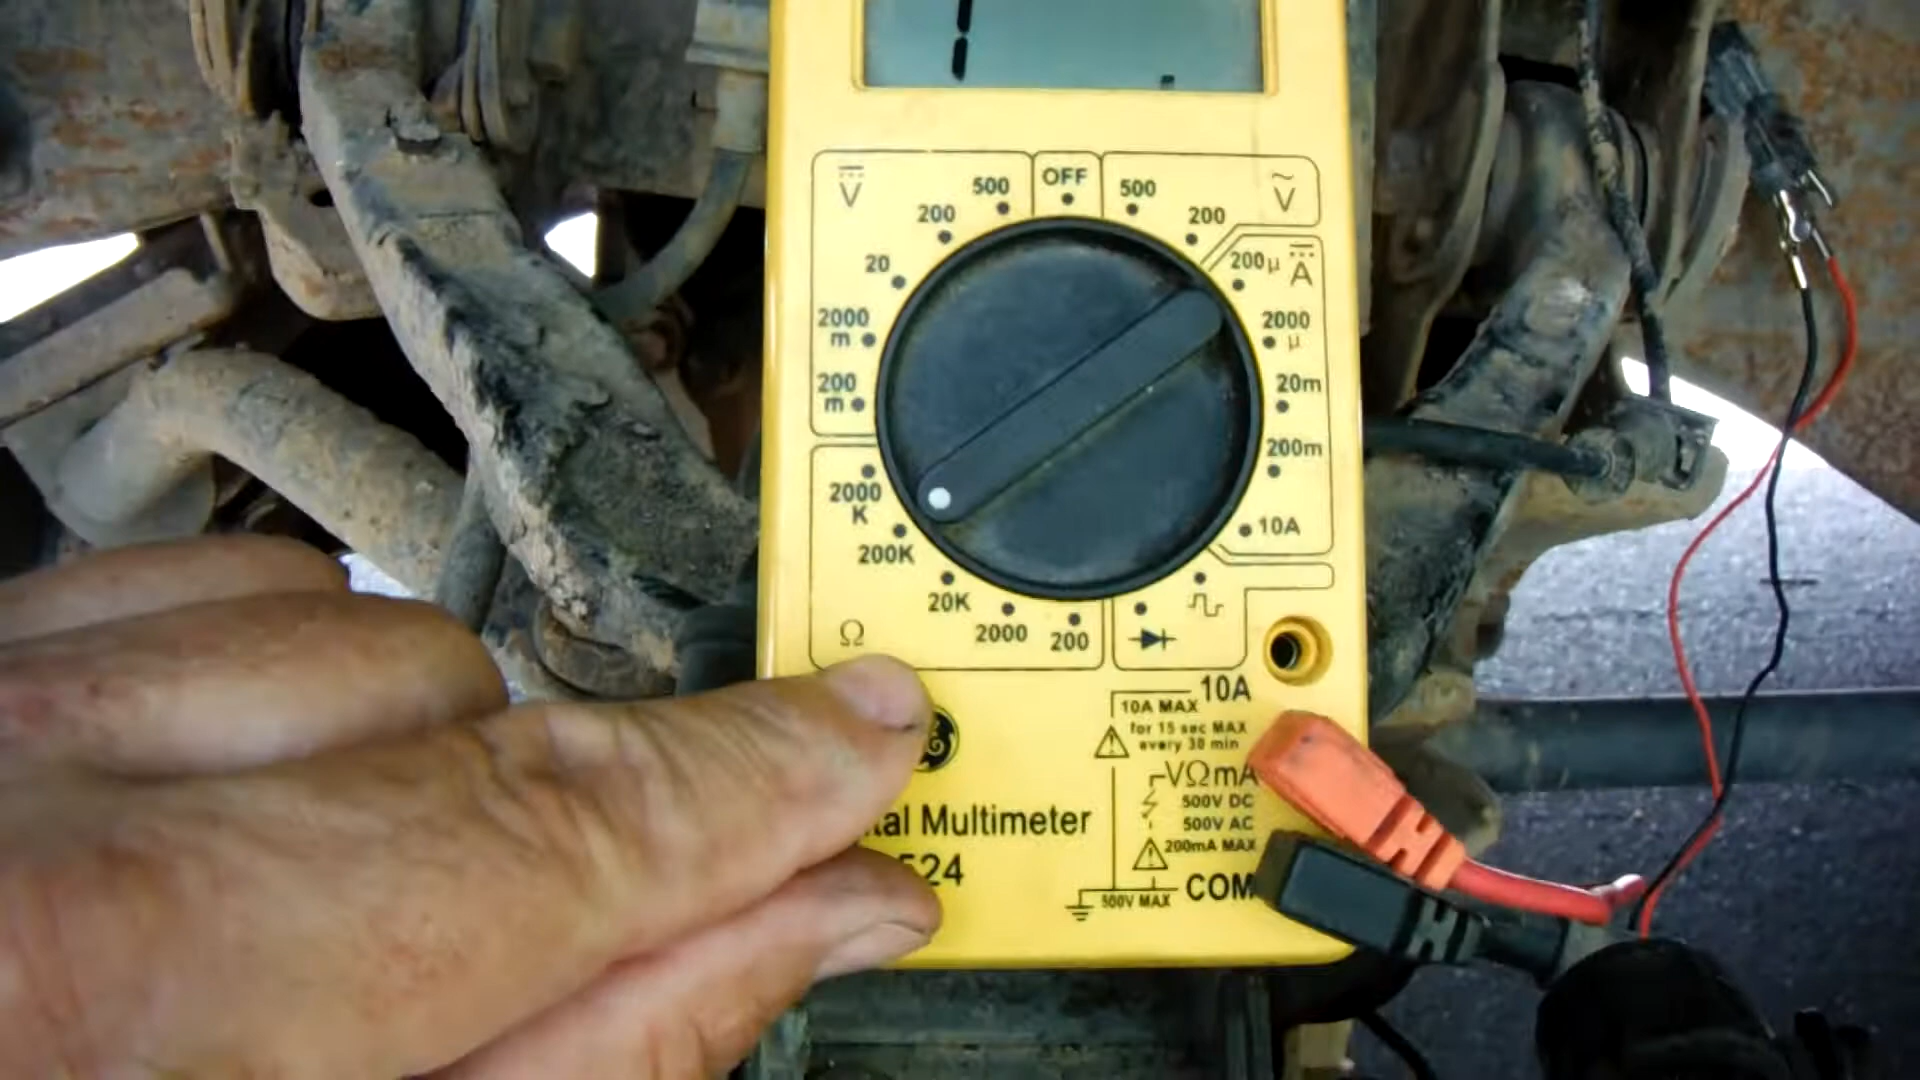 1
V
500
OFF
500
V
200
200
200µ
A
20
2000
m
2000
µ
200
m
20m
200m
2000
K
10A
200K
20K
2000
200
Ω
10A
10A MAX
for 15 sec MAX
every 30 min
VΩmA
500V DC
500V AC
200mA MAX
COM
500V MAX
tal Multimeter
524